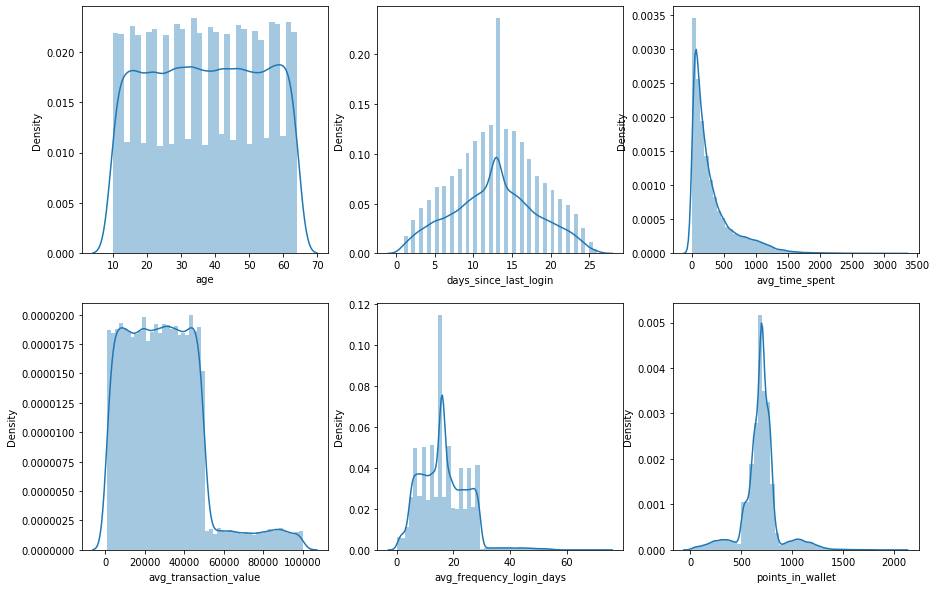 Density
0.020
0.015
0.010
0.005
0.000
10 20 30 40 50 60 70
age
Density
0.20
0.15
0.10
0.05
0.00
0 5 10 15 20 25
days_since_last_login
Density
0.0035
0.0030
0.0025
0.0020
0.0015
0.0010
0.0005
0.0000
0 500 1000 1500 2000 2500 3000 3500
avg_time_spent
Density
0.0000200
0.0000175
0.0000150
0.0000125
0.0000100
0.0000075
0.0000050
0.0000025
0.0000000
0 20000 40000 60000 80000 100000
avg_transaction_value
Density
0.12
0.10
0.08
0.06
0.04
0.02
0.00
0 20 40 60
avg_frequency_login_days
Density
0.005
0.004
0.003
0.002
0.001
0.000
0 500 1000 1500 2000
points_in_wallet